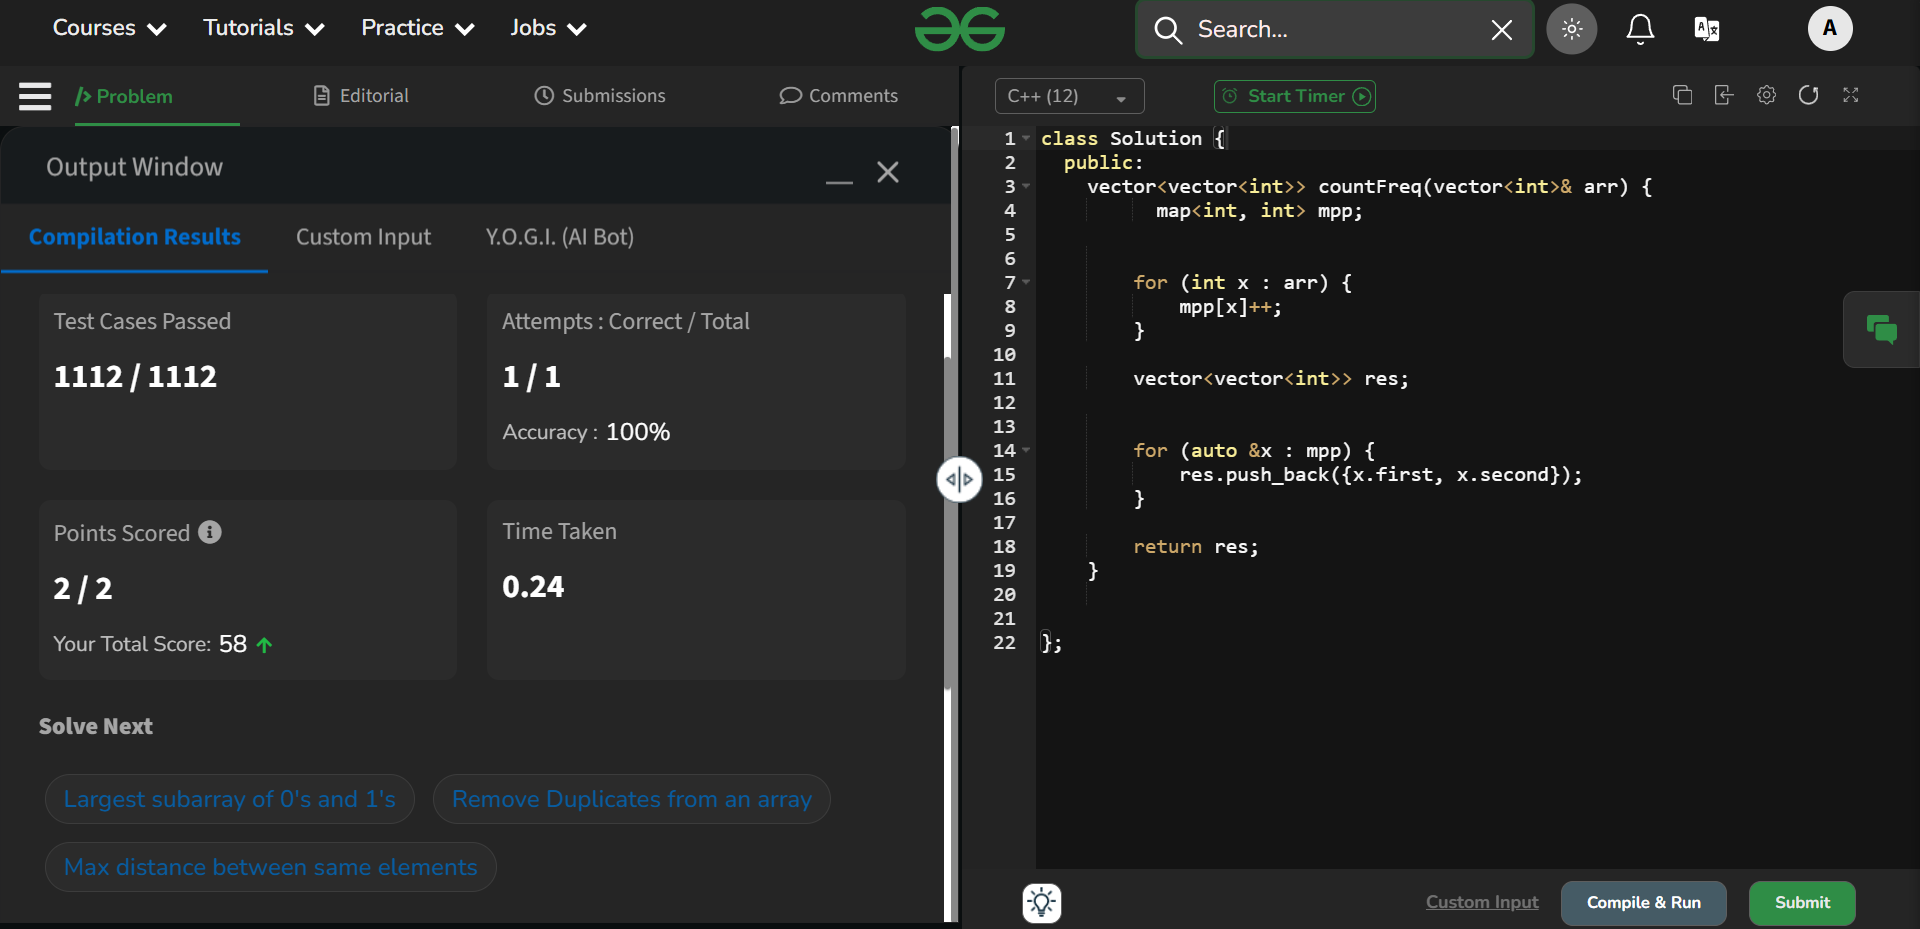 Courses Tutorials Practice Jobs Search... A
Problem Editorial Submissions Comments
Output Window
Compilation Results Custom Input Y.O.G.I. (AI Bot)
Test Cases Passed
1112 / 1112
Attempts : Correct / Total
1 / 1
Accuracy : 100%
Points Scored
2 / 2
Your Total Score: 58
Time Taken
0.24
Solve Next
Largest subarray of 0's and 1's
Remove Duplicates from an array
Max distance between same elements
C++ (12) Start Timer
1 class Solution {
2   public:
3     vector<vector<int>> countFreq(vector<int>& arr) {
4           map<int, int> mpp;
5
6
7         for (int x : arr) {
8             mpp[x]++;
9         }
10
11         vector<vector<int>> res;
12
13
14         for (auto &x : mpp) {
15             res.push_back({x.first, x.second});
16         }
17
18         return res;
19     }
20
21
22 };
Custom Input Compile & Run Submit